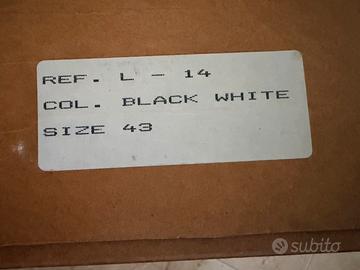 REF. L - 14
COL. BLACK WHITE
SIZE 43
subito